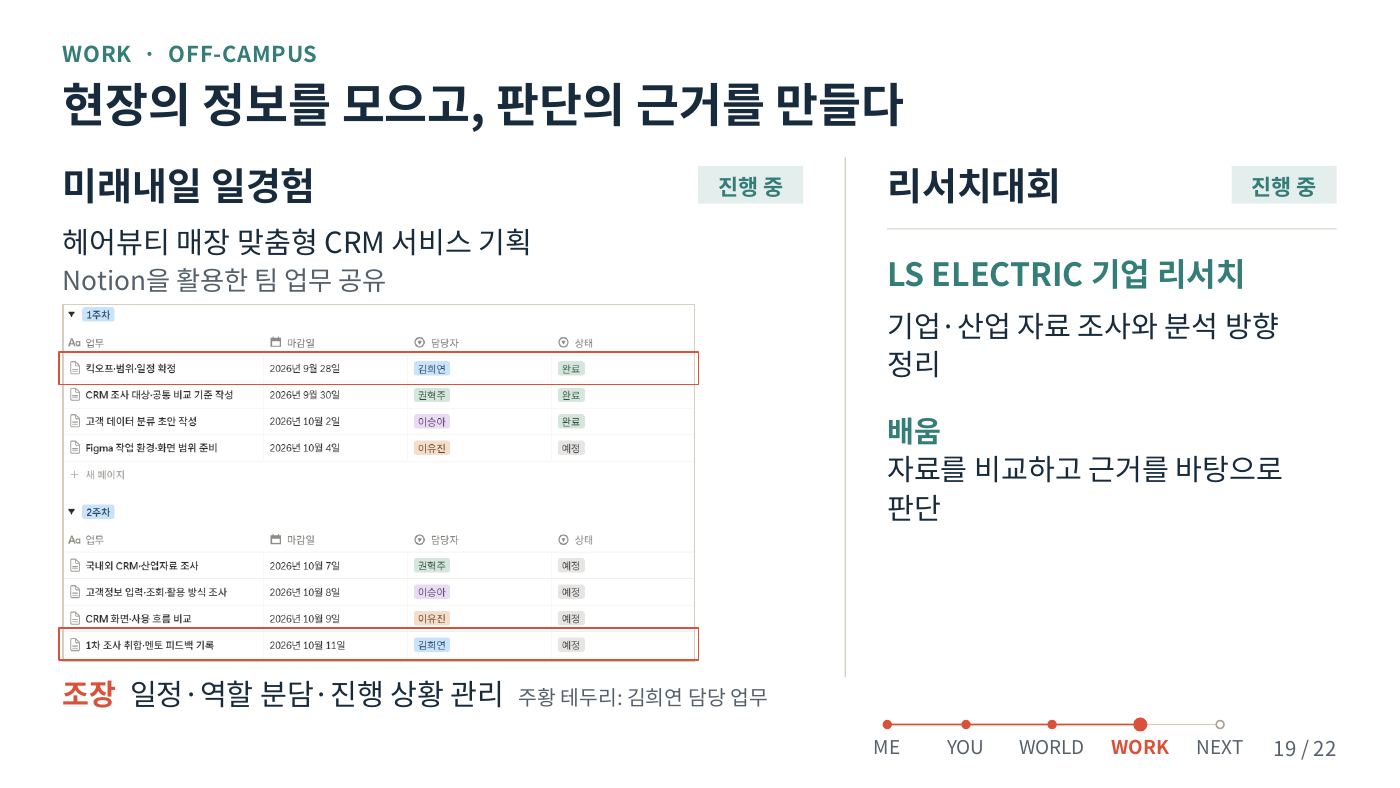 WORK · OFF-CAMPUS
현장의 정보를 모으고, 판단의 근거를 만들다
미래내일 일경험
진행 중
헤어뷰티 매장 맞춤형 CRM 서비스 기획
Notion을 활용한 팀 업무 공유
1주차
Aa 업무 마감일 담당자 상태
킥오프·범위·일정 확정 2026년 9월 28일 김희연 완료
CRM 조사 대상·공통 비교 기준 작성 2026년 9월 30일 권혁주 완료
고객 데이터 분류 초안 작성 2026년 10월 2일 이승아 완료
Figma 작업 환경·화면 범위 준비 2026년 10월 4일 이유진 예정
+ 새 페이지
2주차
Aa 업무 마감일 담당자 상태
국내외 CRM·산업자료 조사 2026년 10월 7일 권혁주 예정
고객정보 입력·조회·활용 방식 조사 2026년 10월 8일 이승아 예정
CRM 화면·사용 흐름 비교 2026년 10월 9일 이유진 예정
1차 조사 취합·멘토 피드백 기록 2026년 10월 11일 김희연 예정
조장 일정·역할 분담·진행 상황 관리 주황 테두리: 김희연 담당 업무
리서치대회
진행 중
LS ELECTRIC 기업 리서치
기업·산업 자료 조사와 분석 방향
정리
배움
자료를 비교하고 근거를 바탕으로
판단
ME YOU WORLD WORK NEXT 19 / 22